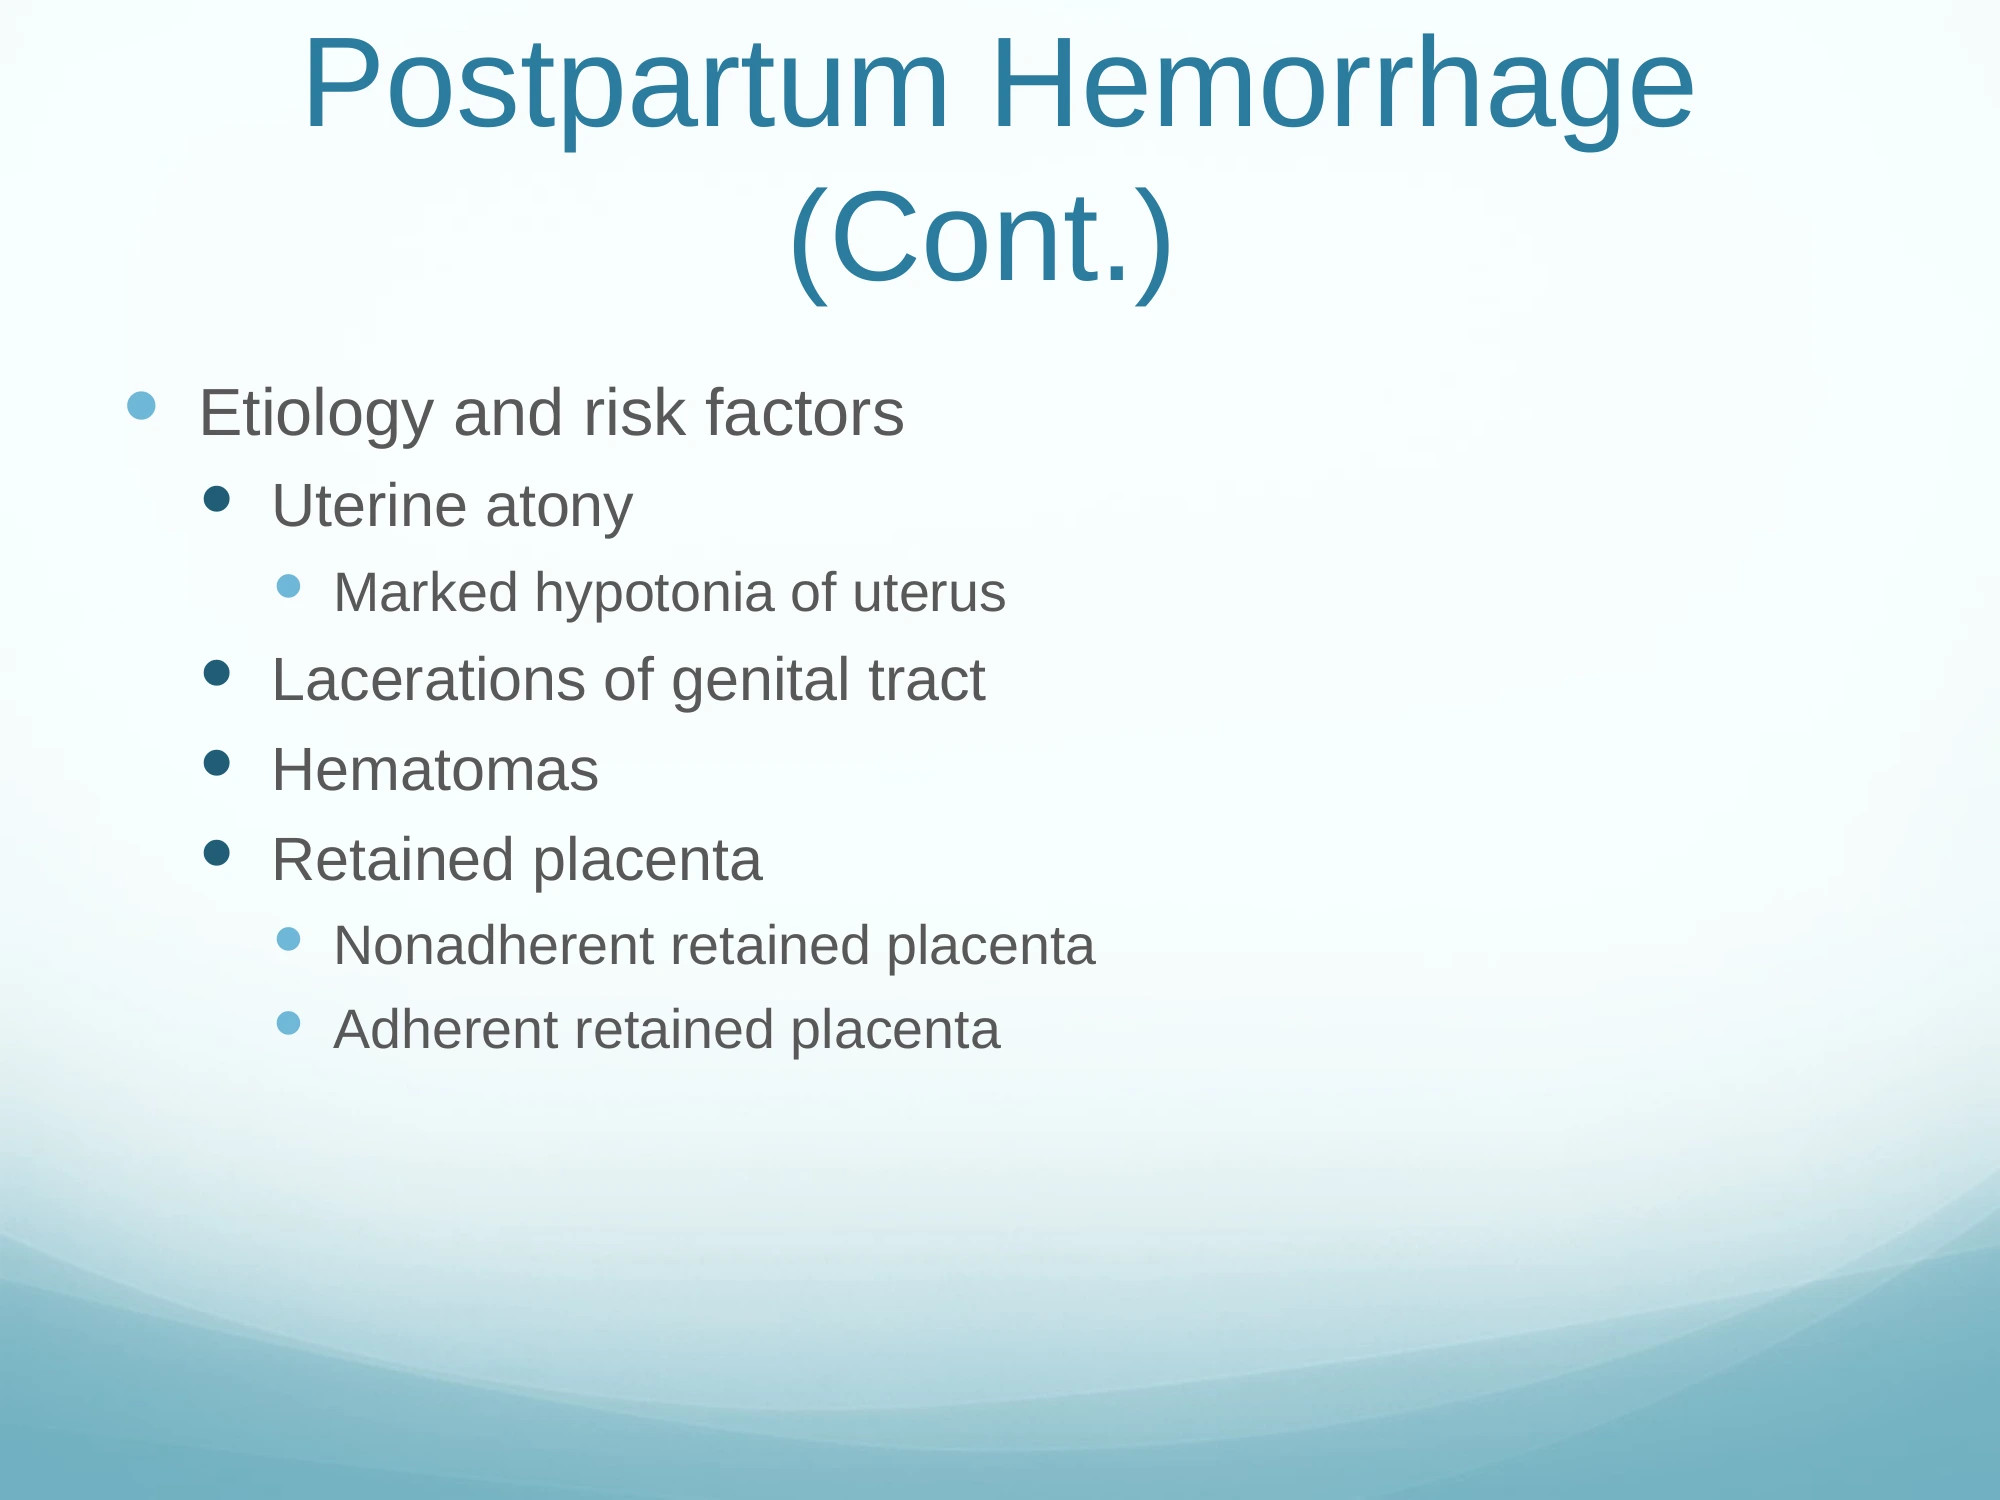 Postpartum Hemorrhage
(Cont.)
Etiology and risk factors
Uterine atony
Marked hypotonia of uterus
Lacerations of genital tract
Hematomas
Retained placenta
Nonadherent retained placenta
Adherent retained placenta